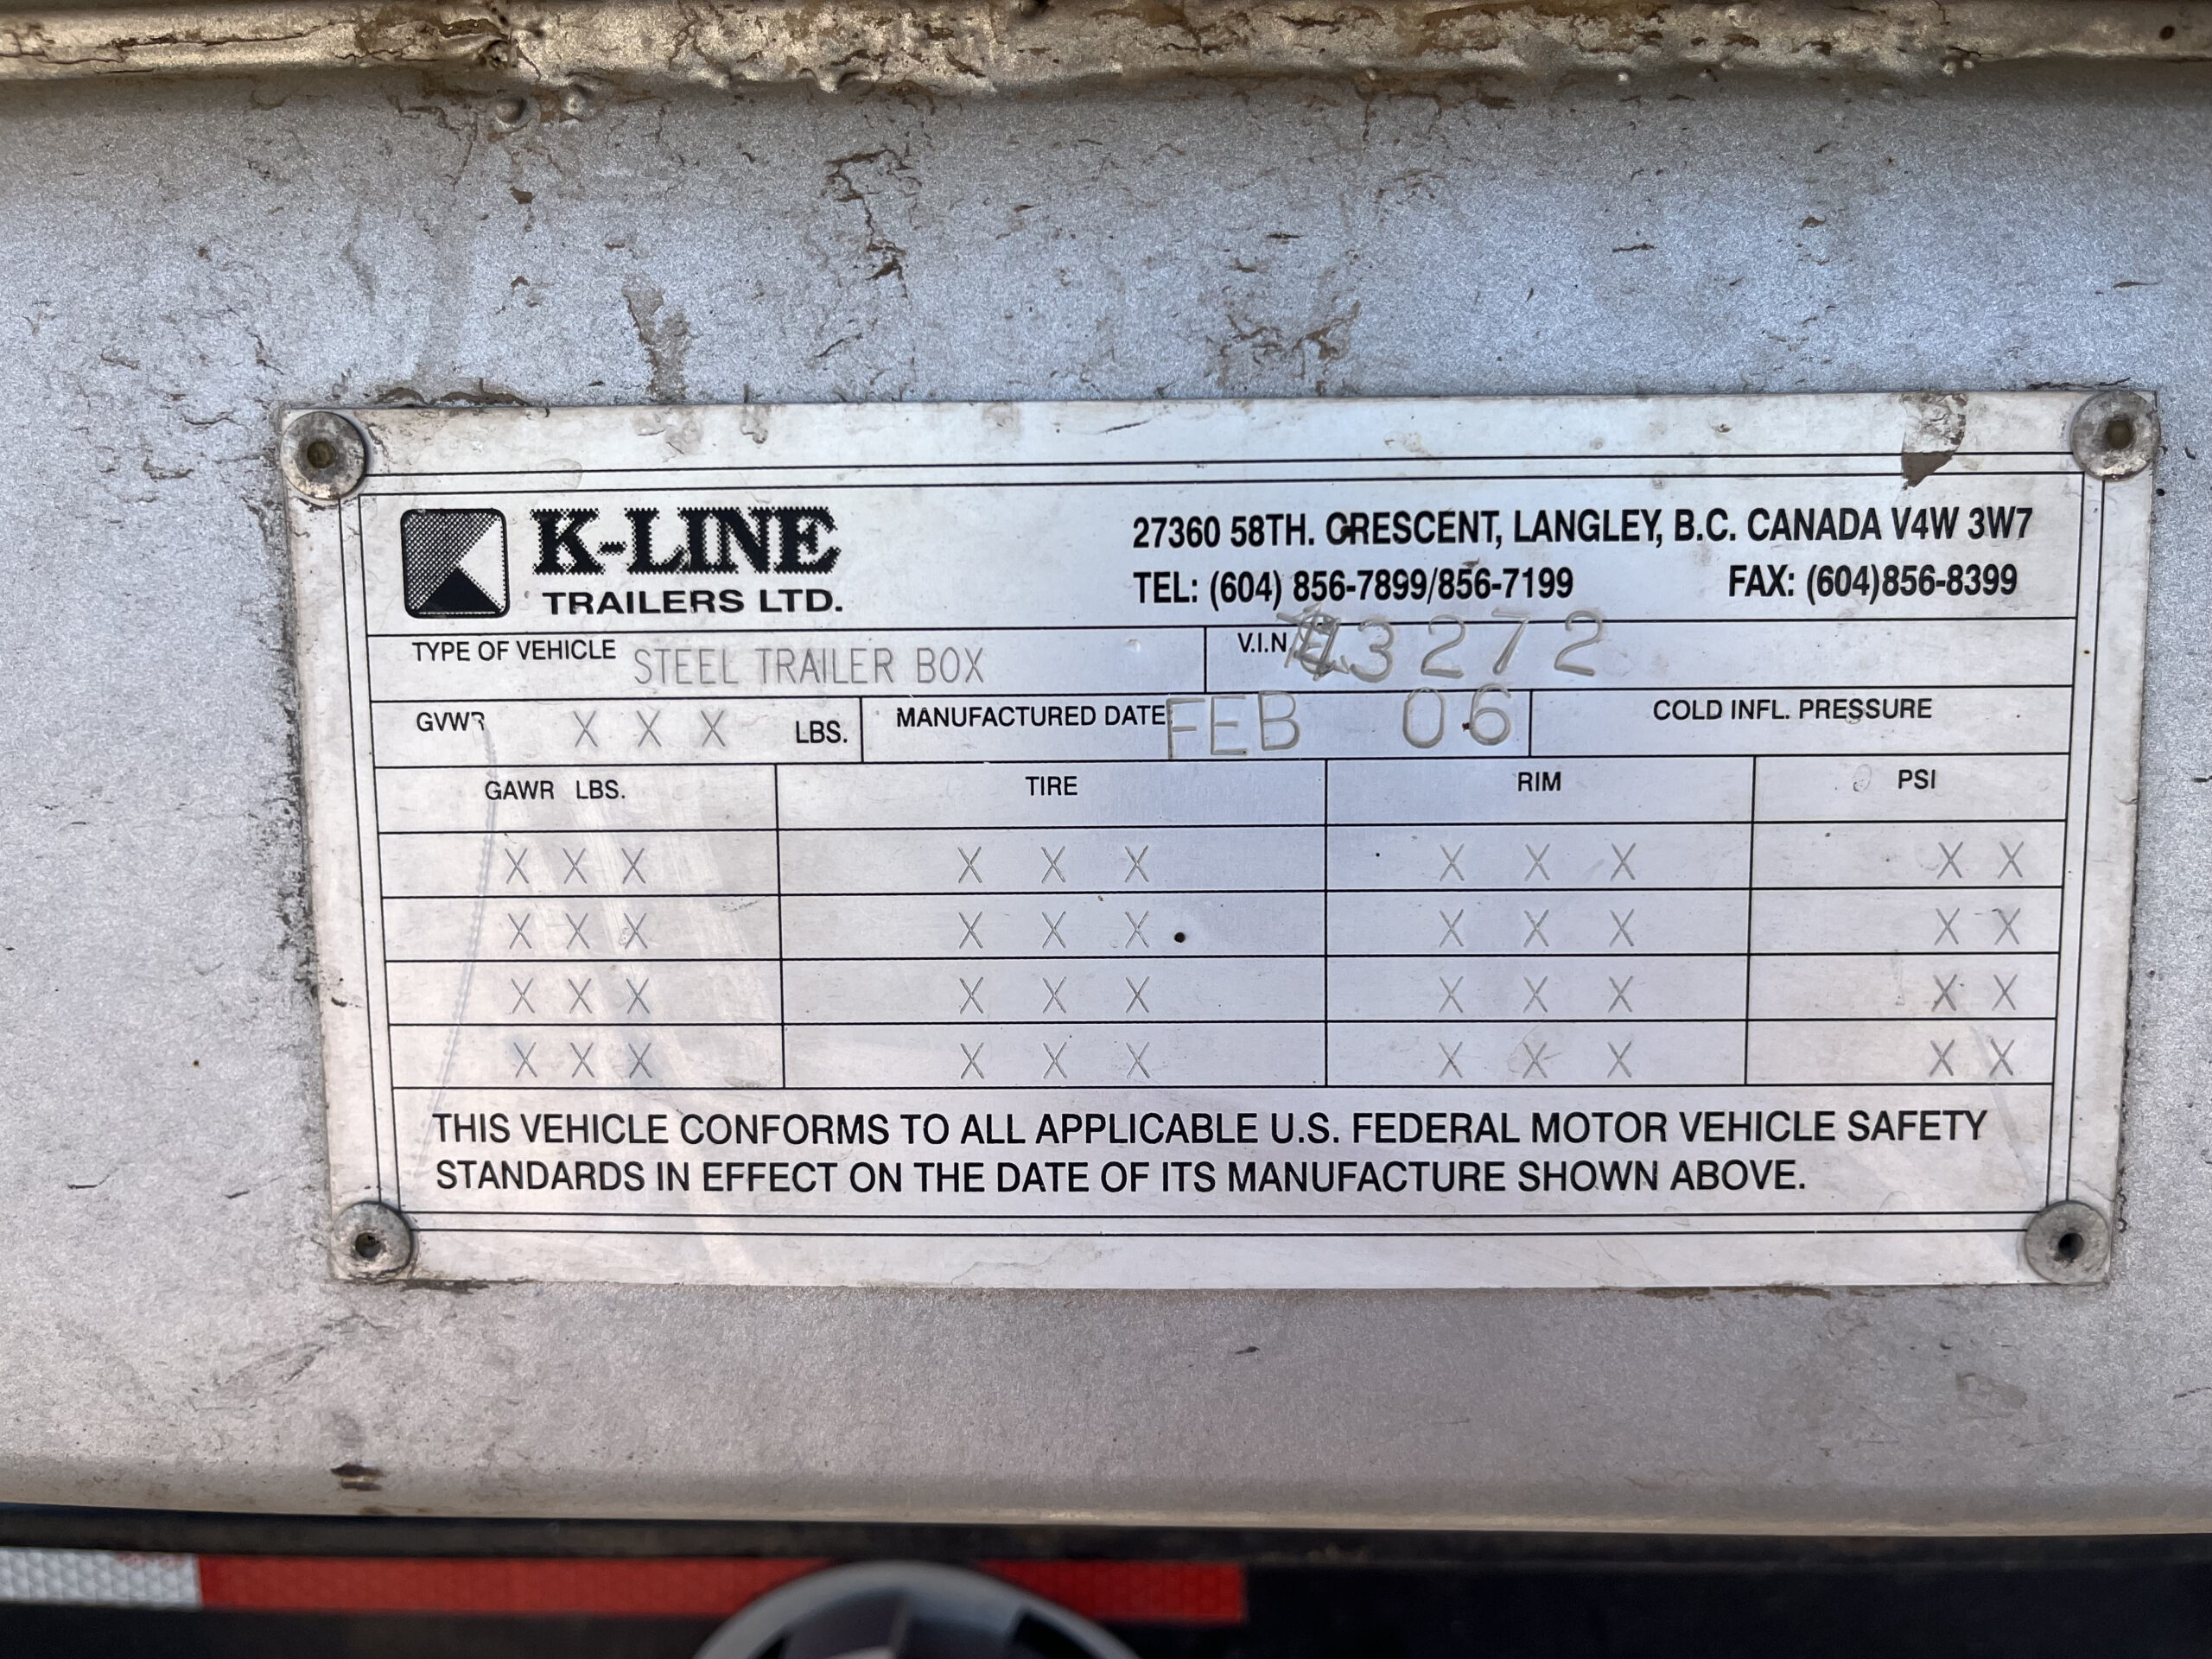 K-LINE
TRAILERS LTD.
27360 58TH. CRESCENT, LANGLEY, B.C. CANADA V4W 3W7
TEL: (604) 856-7899/856-7199 FAX: (604)856-8399
TYPE OF VEHICLE STEEL TRAILER BOX V.I.N. 3272
GVWR X X X LBS. MANUFACTURED DATE FEB 06 COLD INFL. PRESSURE
GAWR LBS. TIRE RIM PSI
X X X X X X X X X X X
X X X X X X X X X X X
X X X X X X X X X X X
X X X X X X X X X X X
THIS VEHICLE CONFORMS TO ALL APPLICABLE U.S. FEDERAL MOTOR VEHICLE SAFETY
STANDARDS IN EFFECT ON THE DATE OF ITS MANUFACTURE SHOWN ABOVE.